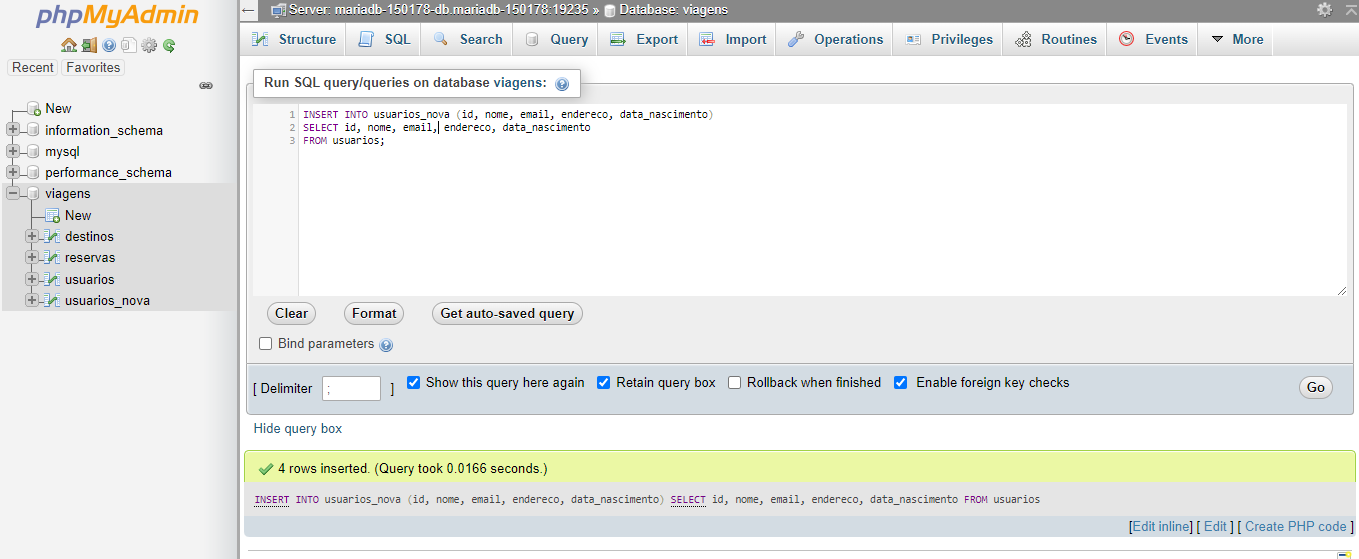 phpMyAdmin
Recent Favorites
New
information_schema
mysql
performance_schema
viagens
New
destinos
reservas
usuarios
usuarios_nova
Server: mariadb-150178-db.mariadb-150178:19235 » Database: viagens
Structure SQL Search Query Export Import Operations Privileges Routines Events More
Run SQL query/queries on database viagens:
1 INSERT INTO usuarios_nova (id, nome, email, endereco, data_nascimento)
2 SELECT id, nome, email, endereco, data_nascimento
3 FROM usuarios;
Clear Format Get auto-saved query
Bind parameters
[ Delimiter ; ] Show this query here again Retain query box Rollback when finished Enable foreign key checks Go
Hide query box
4 rows inserted. (Query took 0.0166 seconds.)
INSERT INTO usuarios_nova (id, nome, email, endereco, data_nascimento) SELECT id, nome, email, endereco, data_nascimento FROM usuarios
[Edit inline] [ Edit ] [ Create PHP code ]